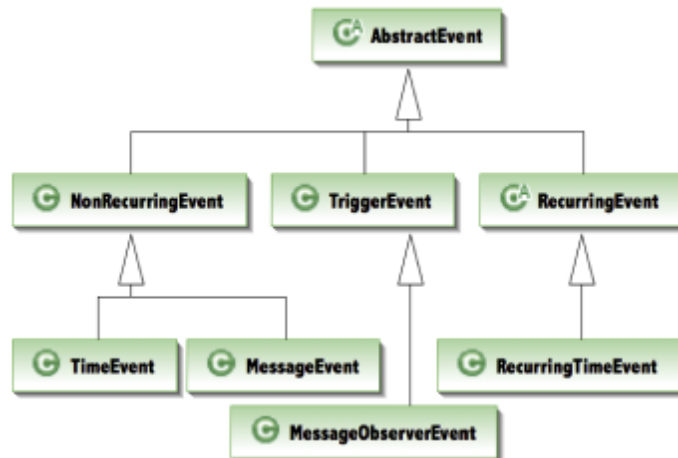 AbstractEvent
NonRecurringEvent
TriggerEvent
RecurringEvent
TimeEvent
MessageEvent
RecurringTimeEvent
MessageObserverEvent